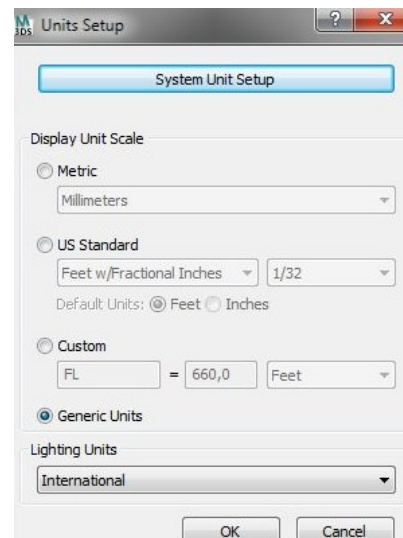 M
3DS
Units Setup
?
X
System Unit Setup
Display Unit Scale
Metric
Millimeters
US Standard
Feet w/Fractional Inches 1/32
Default Units: Feet Inches
Custom
FL = 660,0 Feet
Generic Units
Lighting Units
International
OK Cancel